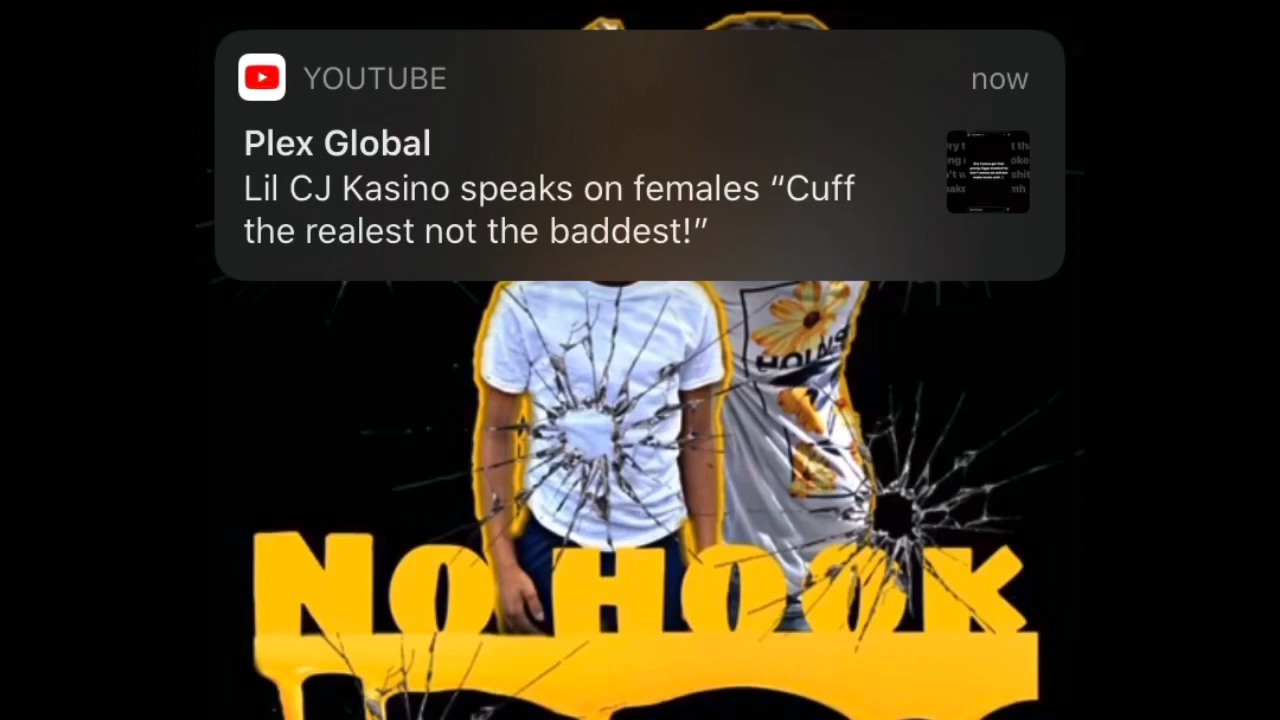 YOUTUBE now
Plex Global
Lil CJ Kasino speaks on females “Cuff
the realest not the baddest!”
NO HOOK